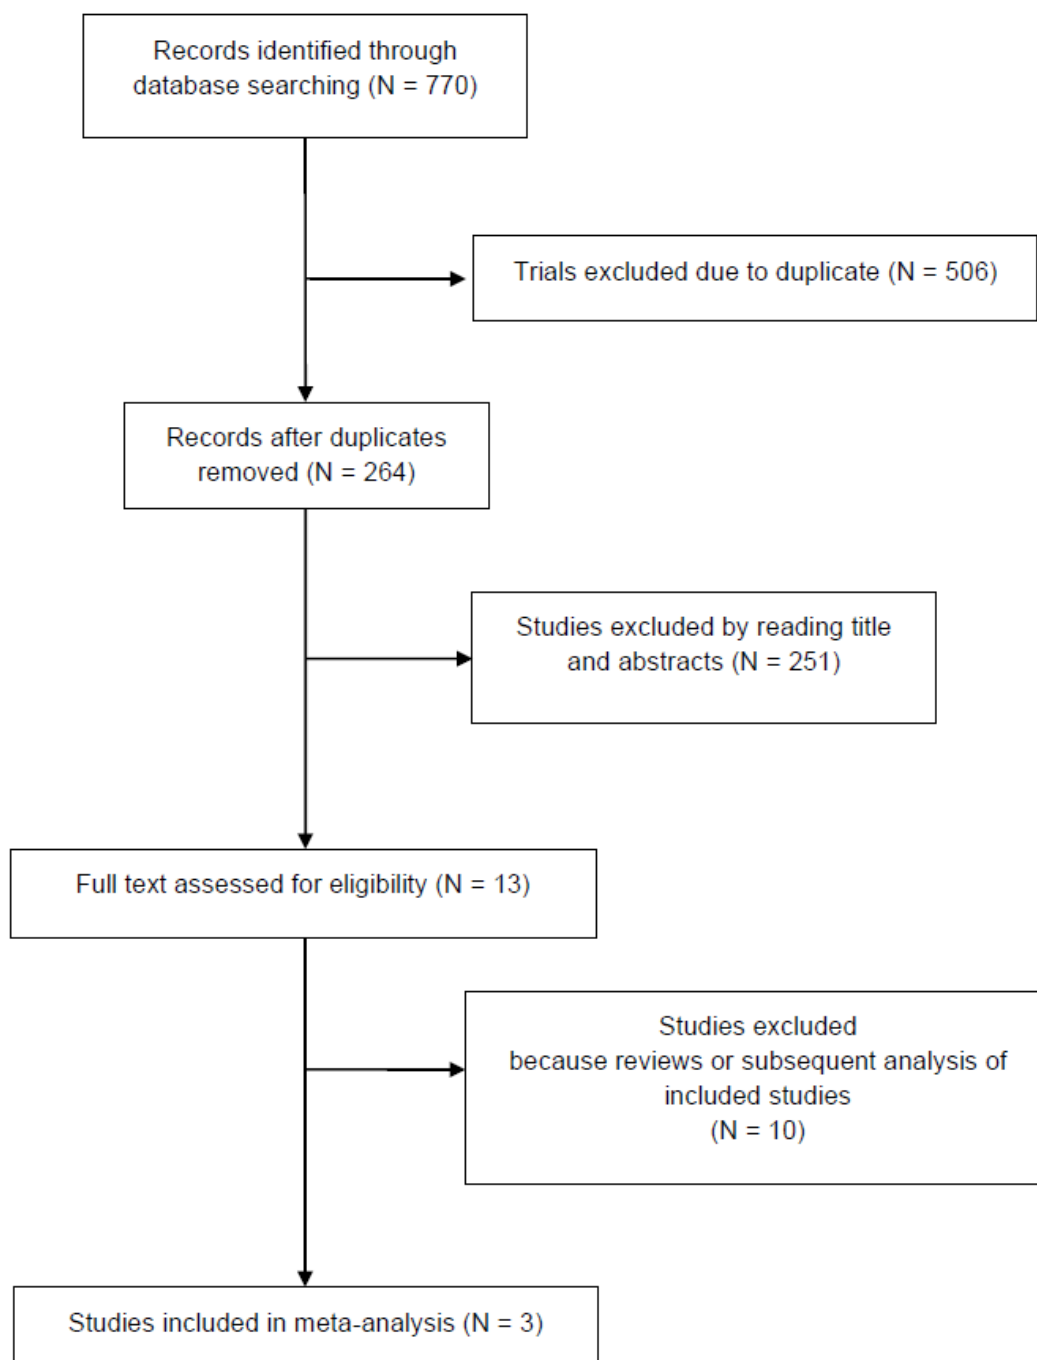 Records identified through
database searching (N = 770)
Trials excluded due to duplicate (N = 506)
Records after duplicates
removed (N = 264)
Studies excluded by reading title
and abstracts (N = 251)
Full text assessed for eligibility (N = 13)
Studies excluded
because reviews or subsequent analysis of
included studies
(N = 10)
Studies included in meta-analysis (N = 3)